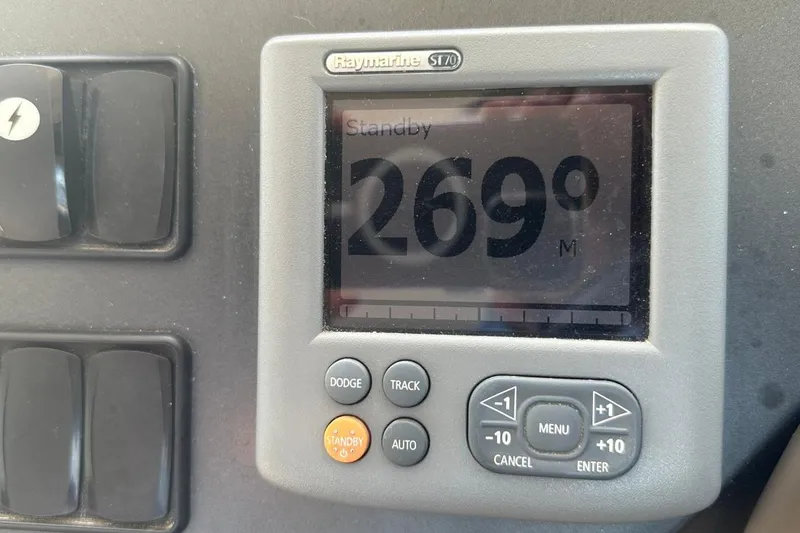 Raymarine ST70
Standby
269°
M
DODGE TRACK
STANDBY AUTO
-1 +1
MENU
-10 +10
CANCEL ENTER